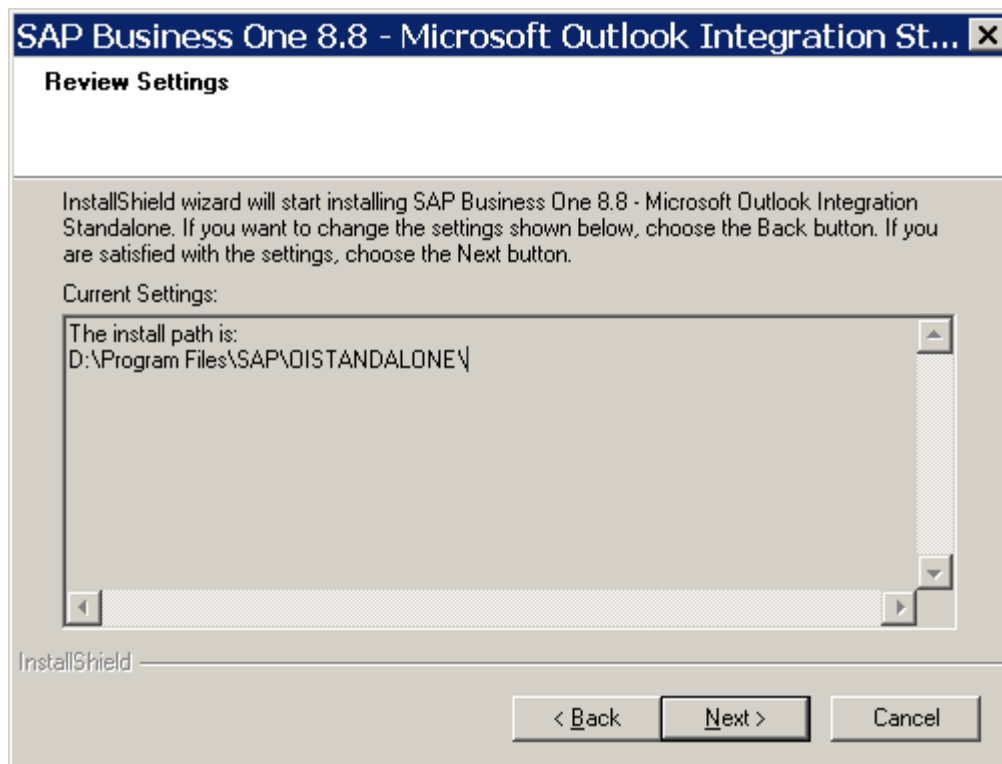 SAP Business One 8.8 - Microsoft Outlook Integration St...
Review Settings
InstallShield wizard will start installing SAP Business One 8.8 - Microsoft Outlook Integration
Standalone. If you want to change the settings shown below, choose the Back button. If you
are satisfied with the settings, choose the Next button.
Current Settings:
The install path is:
D:\Program Files\SAP\OISTANDALONE\
InstallShield
< Back Next > Cancel